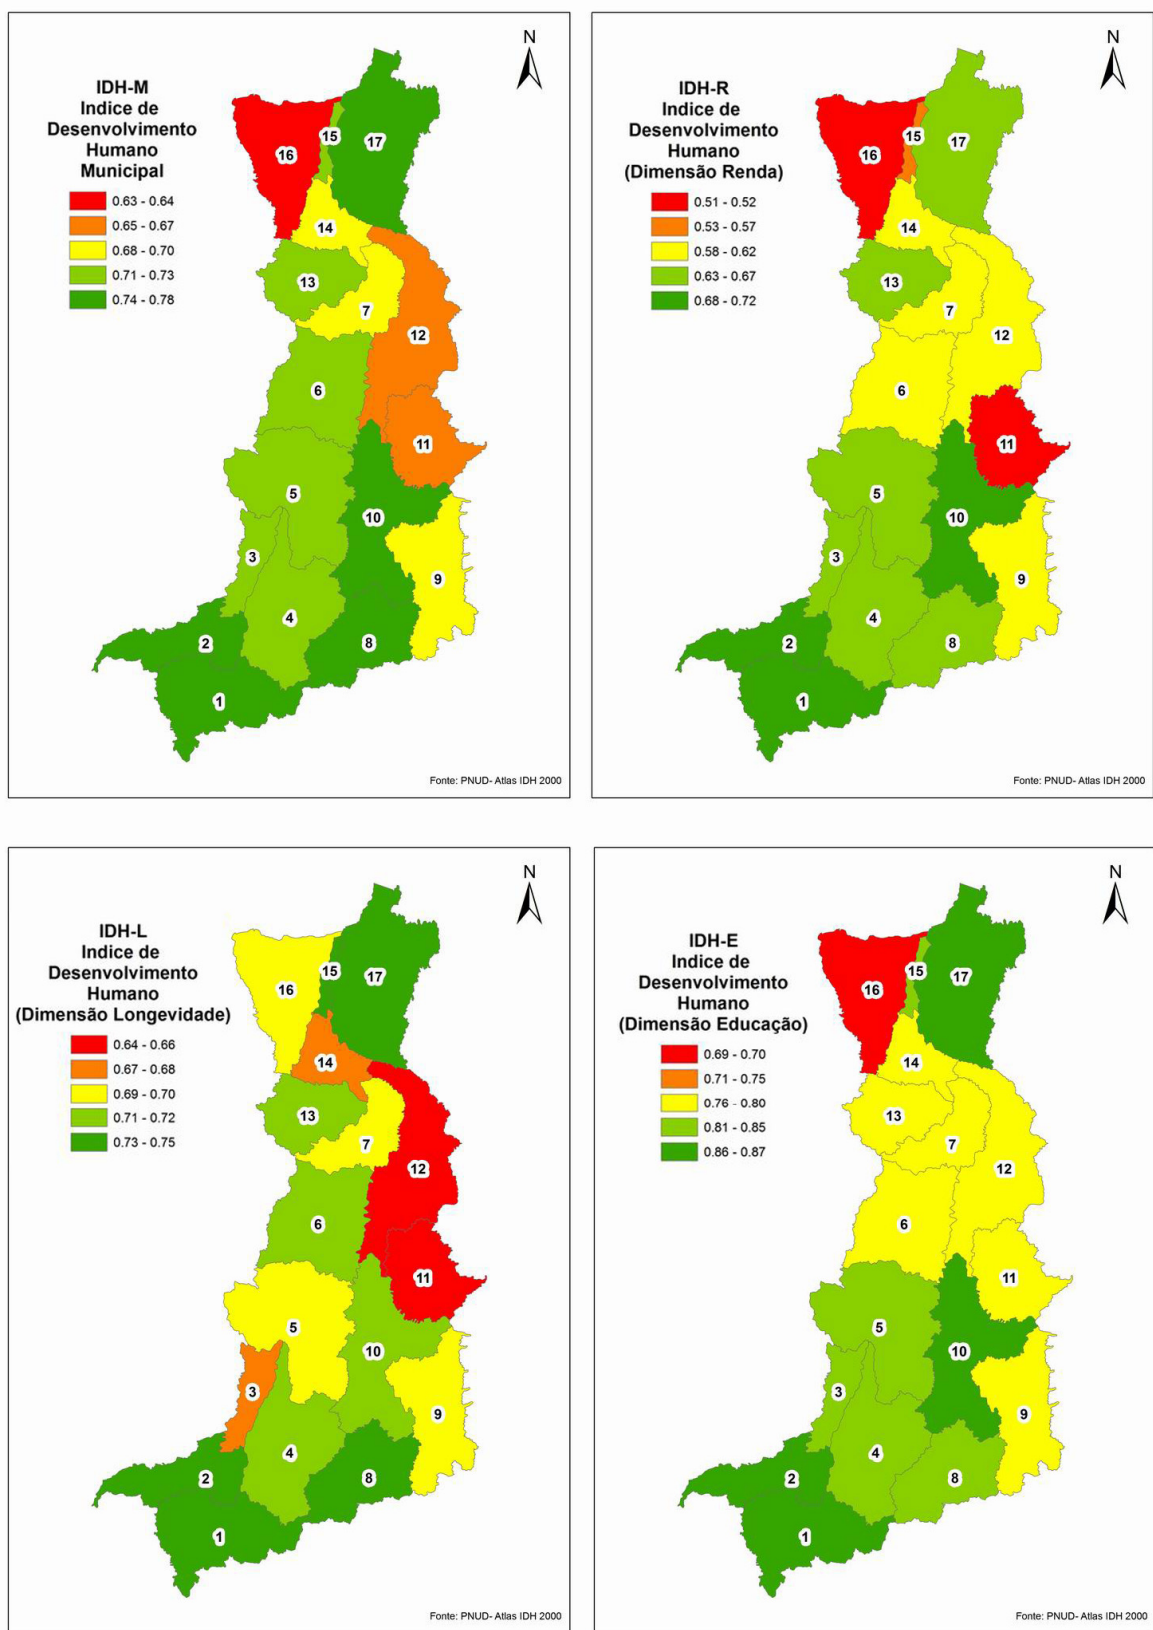 N
IDH-M
Indice de
Desenvolvimento
Humano
Municipal
0.63 - 0.64
0.65 - 0.67
0.68 - 0.70
0.71 - 0.73
0.74 - 0.78
15
17
16
14
13
7
12
6
11
5
10
3
9
4
2
8
1
Fonte: PNUD- Atlas IDH 2000
N
IDH-R
Indice de
Desenvolvimento
Humano
(Dimensão Renda)
0.51 - 0.52
0.53 - 0.57
0.58 - 0.62
0.63 - 0.67
0.68 - 0.72
15
17
16
14
13
7
12
6
11
5
10
3
9
4
2
8
1
Fonte: PNUD- Atlas IDH 2000
N
IDH-L
Indice de
Desenvolvimento
Humano
(Dimensão Longevidade)
0.64 - 0.66
0.67 - 0.68
0.69 - 0.70
0.71 - 0.72
0.73 - 0.75
15
17
16
14
13
7
12
6
11
5
10
3
9
4
2
8
1
Fonte: PNUD- Atlas IDH 2000
N
IDH-E
Indice de
Desenvolvimento
Humano
(Dimensão Educação)
0.69 - 0.70
0.71 - 0.75
0.76 - 0.80
0.81 - 0.85
0.86 - 0.87
15
17
16
14
13
7
12
6
11
5
10
3
9
4
2
8
1
Fonte: PNUD- Atlas IDH 2000